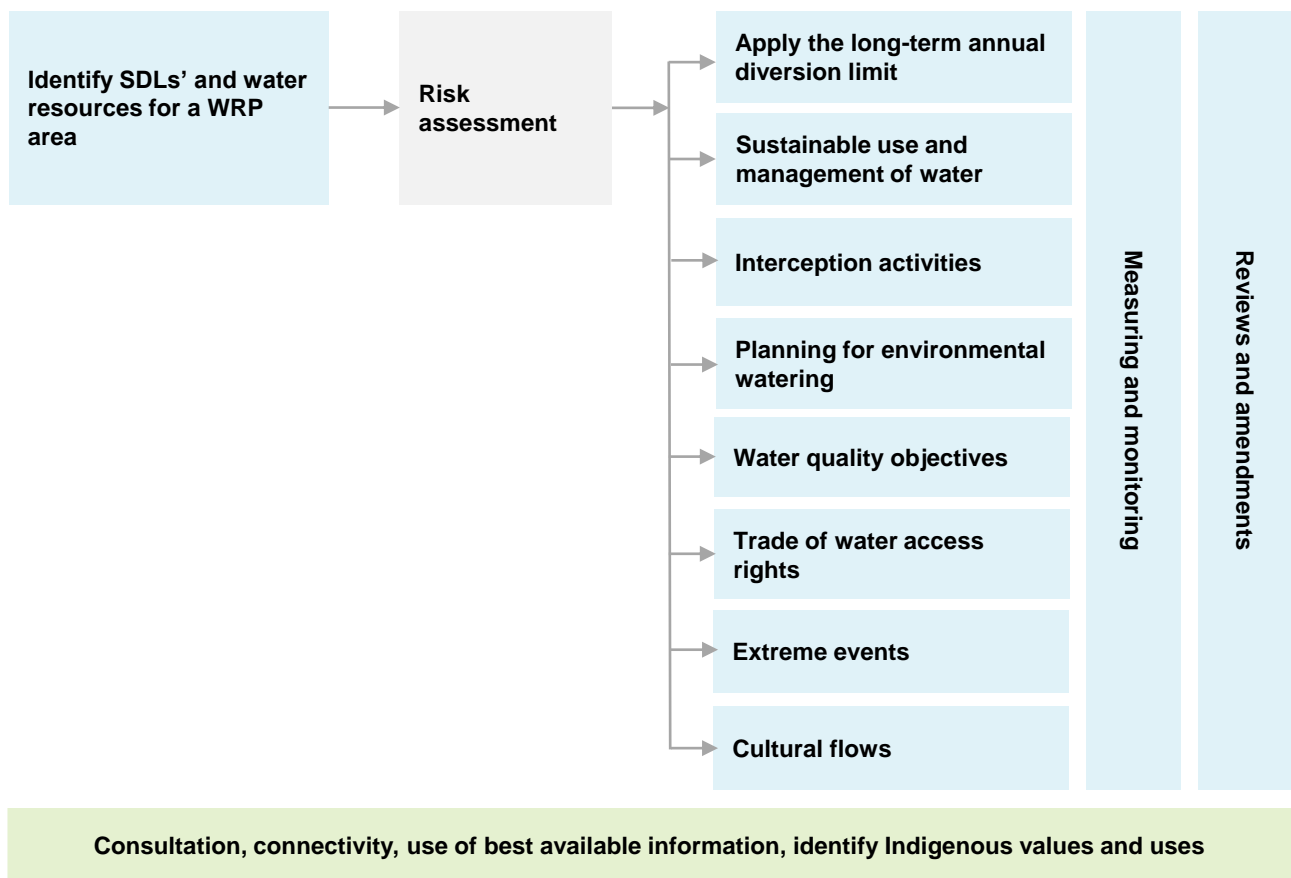 Identify SDLs’ and water
resources for a WRP
area
Risk
assessment
Apply the long-term annual
diversion limit
Sustainable use and
management of water
Interception activities
Planning for environmental
watering
Water quality objectives
Trade of water access
rights
Extreme events
Cultural flows
Measuring and monitoring
Reviews and amendments
Consultation, connectivity, use of best available information, identify Indigenous values and uses